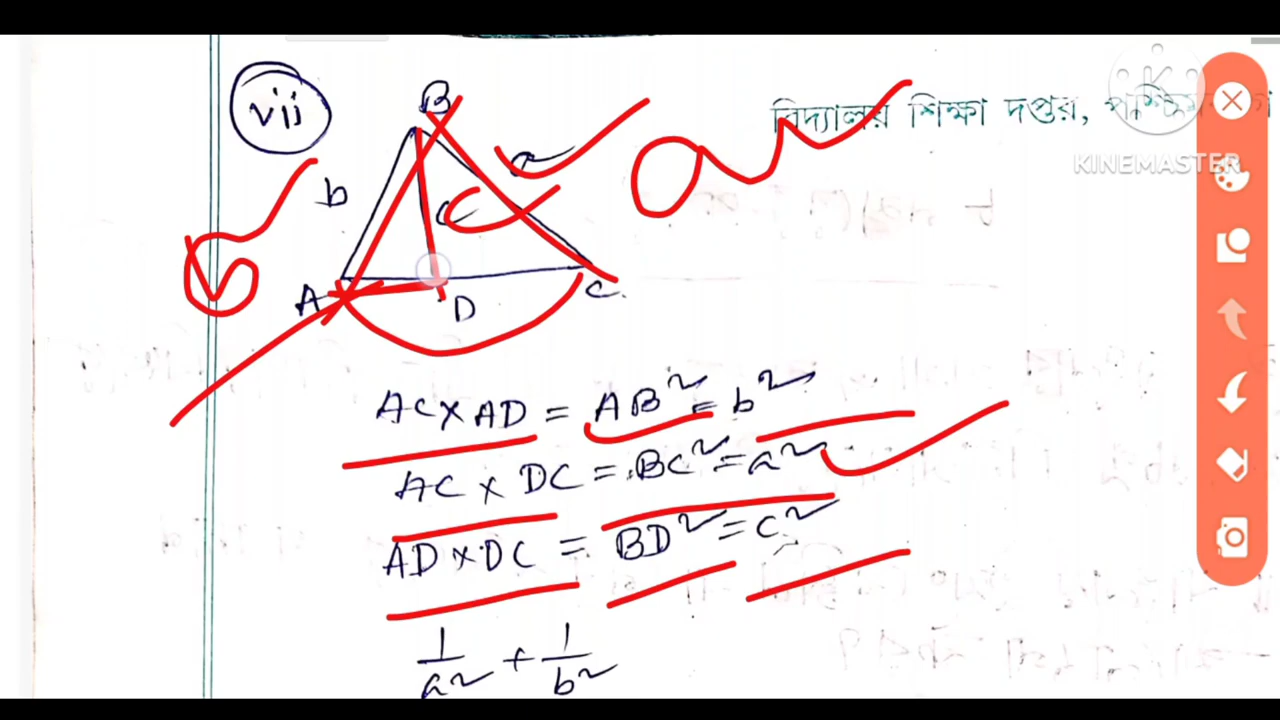 vii
B
বিদ্যালয় শিক্ষা দপ্তর,
KINEMASTER
b
a
c
A
D
C
AC×AD = AB² = b²
AC × DC = BC² = a²
AD×DC = BD² = c²
1/a² + 1/b²